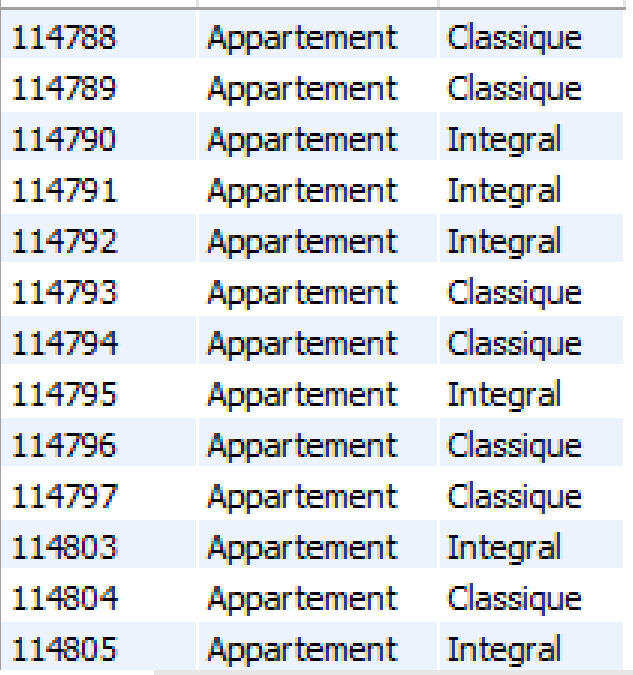 114788 Appartement Classique
114789 Appartement Classique
114790 Appartement Integral
114791 Appartement Integral
114792 Appartement Integral
114793 Appartement Classique
114794 Appartement Classique
114795 Appartement Integral
114796 Appartement Classique
114797 Appartement Classique
114803 Appartement Integral
114804 Appartement Classique
114805 Appartement Integral